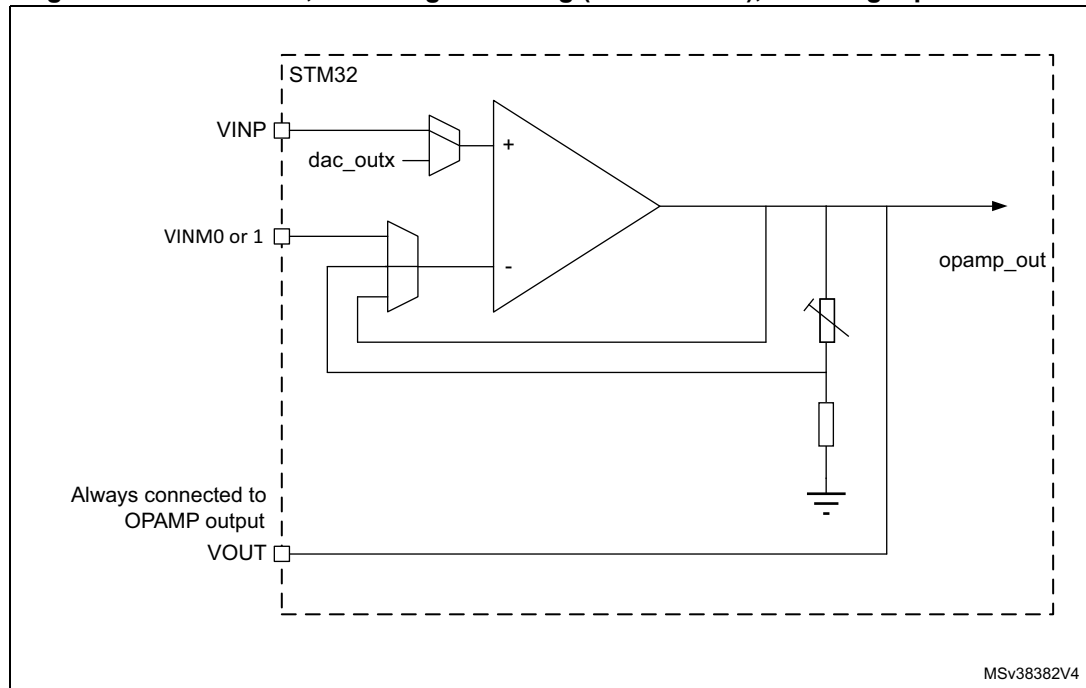 STM32
VINP
dac_outx
+
VINM0 or 1
-
opamp_out
Always connected to
OPAMP output
VOUT
MSv38382V4